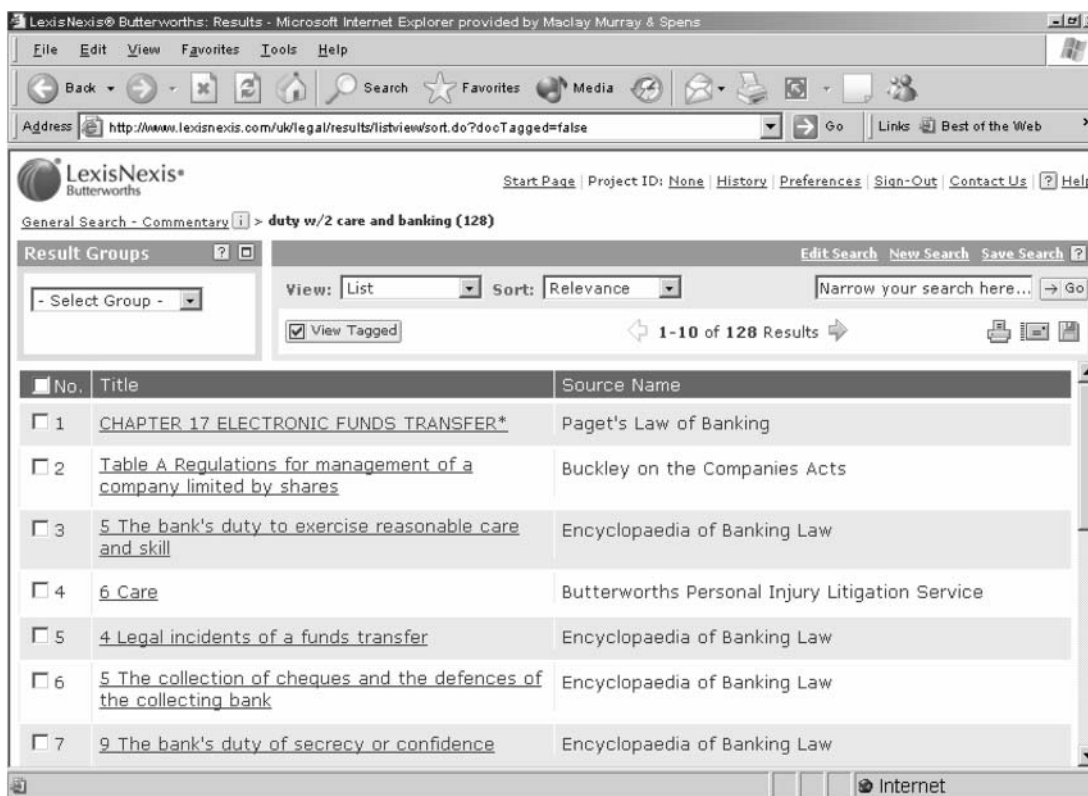 LexisNexis® Butterworths: Results - Microsoft Internet Explorer provided by Maclay Murray & Spens
File Edit View Favorites Tools Help
Back Search Favorites Media
Address http://www.lexisnexis.com/uk/legal/results/listview/sort.do?docTagged=false Go Links Best of the Web
LexisNexis®
Butterworths
Start Page | Project ID: None | History | Preferences | Sign-Out | Contact Us | ? Help
General Search - Commentary i > duty w/2 care and banking (128)
Result Groups ?
Edit Search New Search Save Search ?
- Select Group -
View: List Sort: Relevance Narrow your search here... → Go
View Tagged 1-10 of 128 Results
No. Title Source Name
1 CHAPTER 17 ELECTRONIC FUNDS TRANSFER* Paget's Law of Banking
2 Table A Regulations for management of a
company limited by shares Buckley on the Companies Acts
3 5 The bank's duty to exercise reasonable care
and skill Encyclopaedia of Banking Law
4 6 Care Butterworths Personal Injury Litigation Service
5 4 Legal incidents of a funds transfer Encyclopaedia of Banking Law
6 5 The collection of cheques and the defences of
the collecting bank Encyclopaedia of Banking Law
7 9 The bank's duty of secrecy or confidence Encyclopaedia of Banking Law
Internet